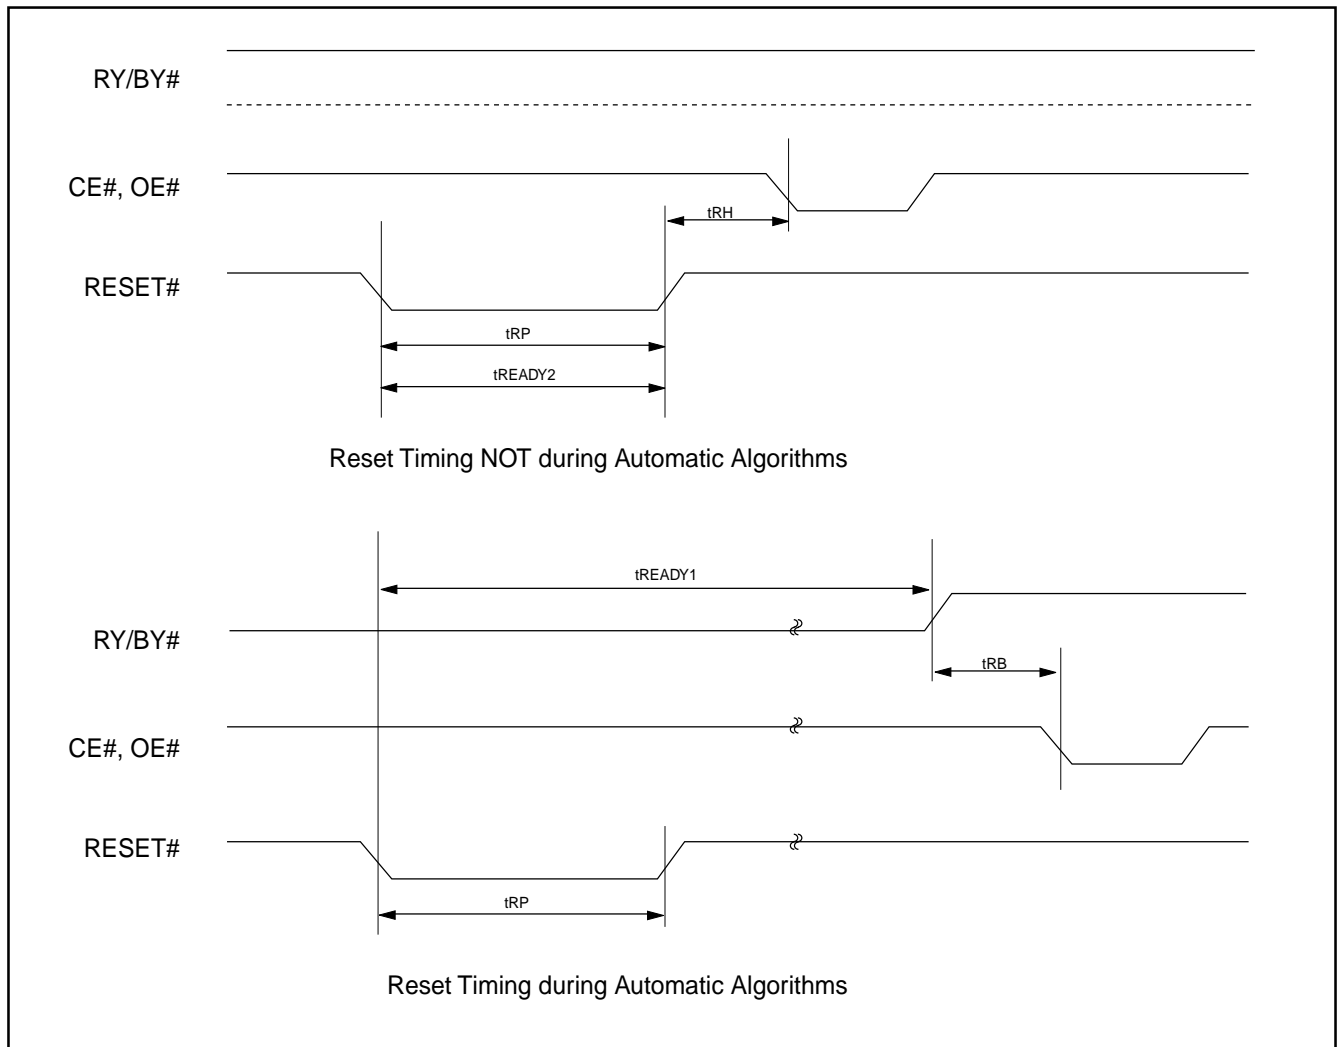 RY/BY#
CE#, OE#
tRH
RESET#
tRP
tREADY2
Reset Timing NOT during Automatic Algorithms
tREADY1
RY/BY#
tRB
CE#, OE#
RESET#
tRP
Reset Timing during Automatic Algorithms